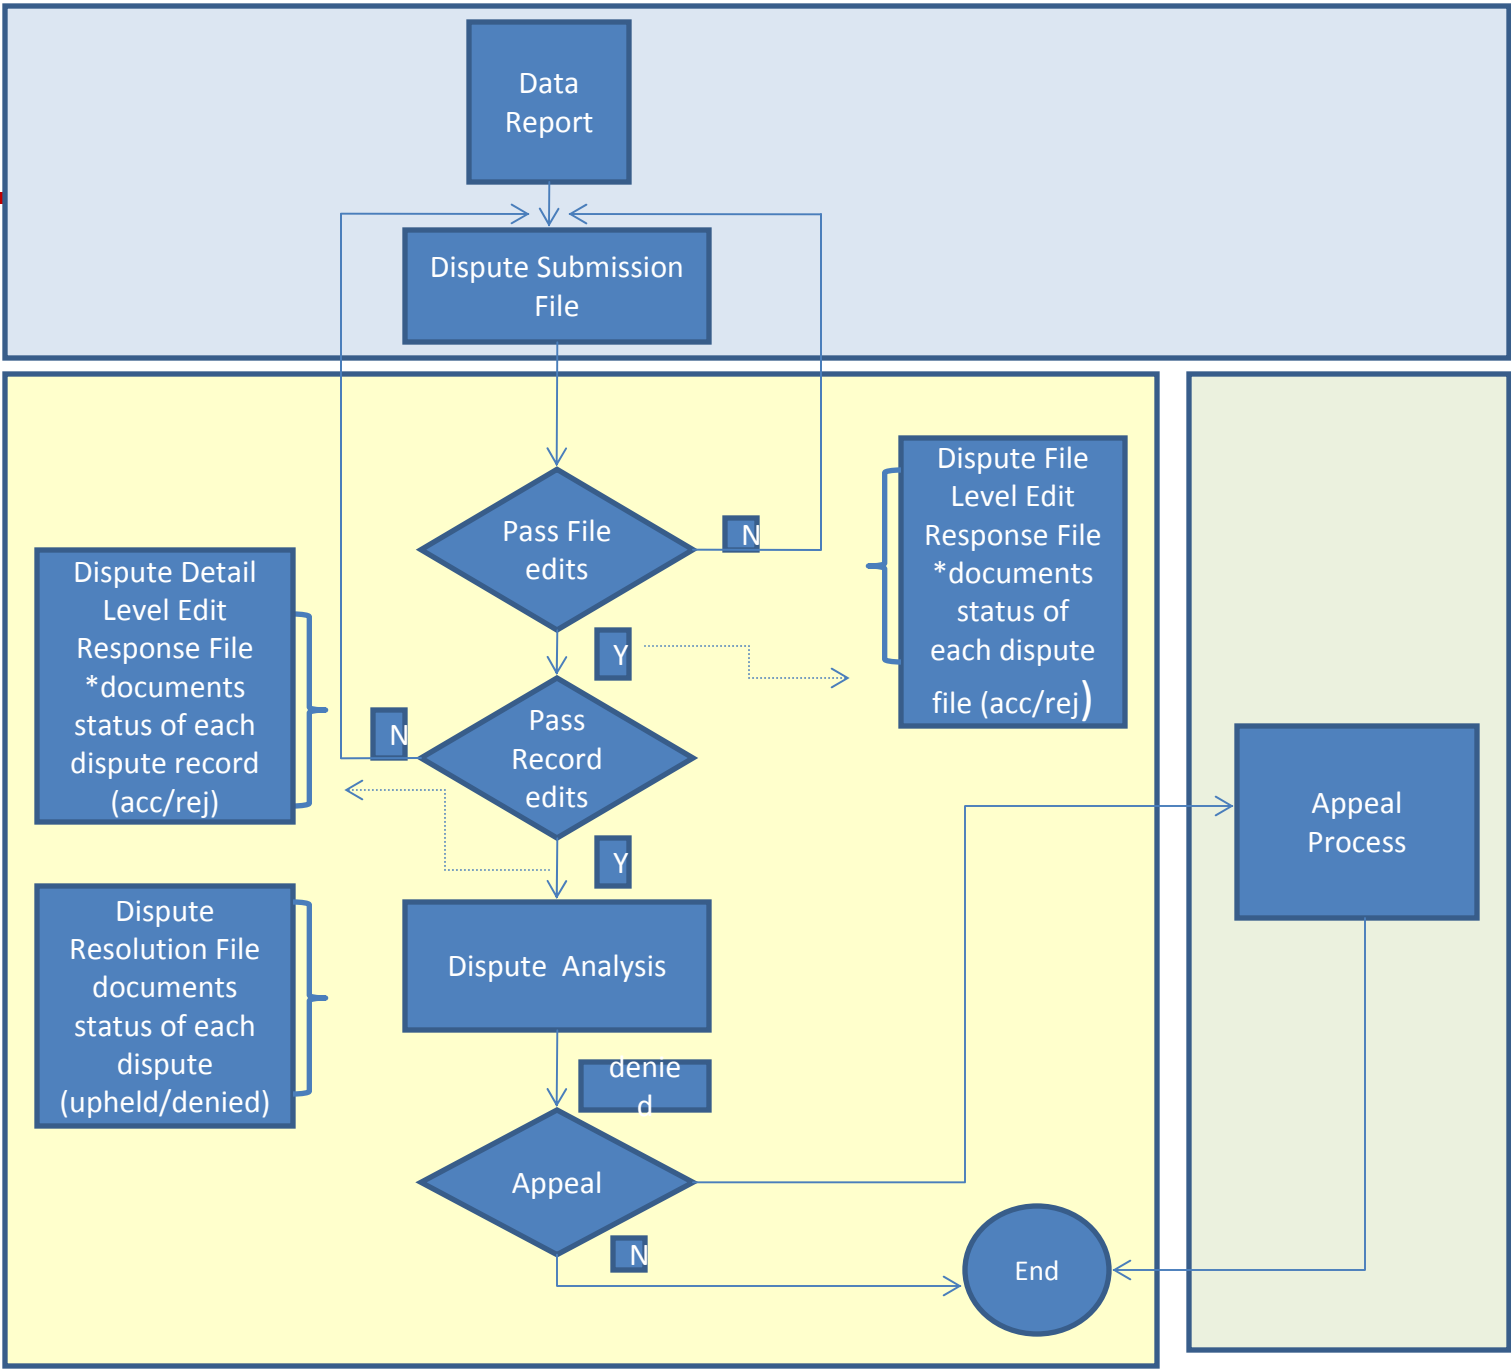 Data
Report
Dispute Submission
File
Pass File
edits
N
Dispute File
Level Edit
Response File
*documents
status of
each dispute
file (acc/rej)
Dispute Detail
Level Edit
Response File
*documents
status of each
dispute record
(acc/rej)
Y
N
Pass
Record
edits
Y
Appeal
Process
Dispute
Resolution File
documents
status of each
dispute
(upheld/denied)
Dispute  Analysis
denie
d
Appeal
N
End